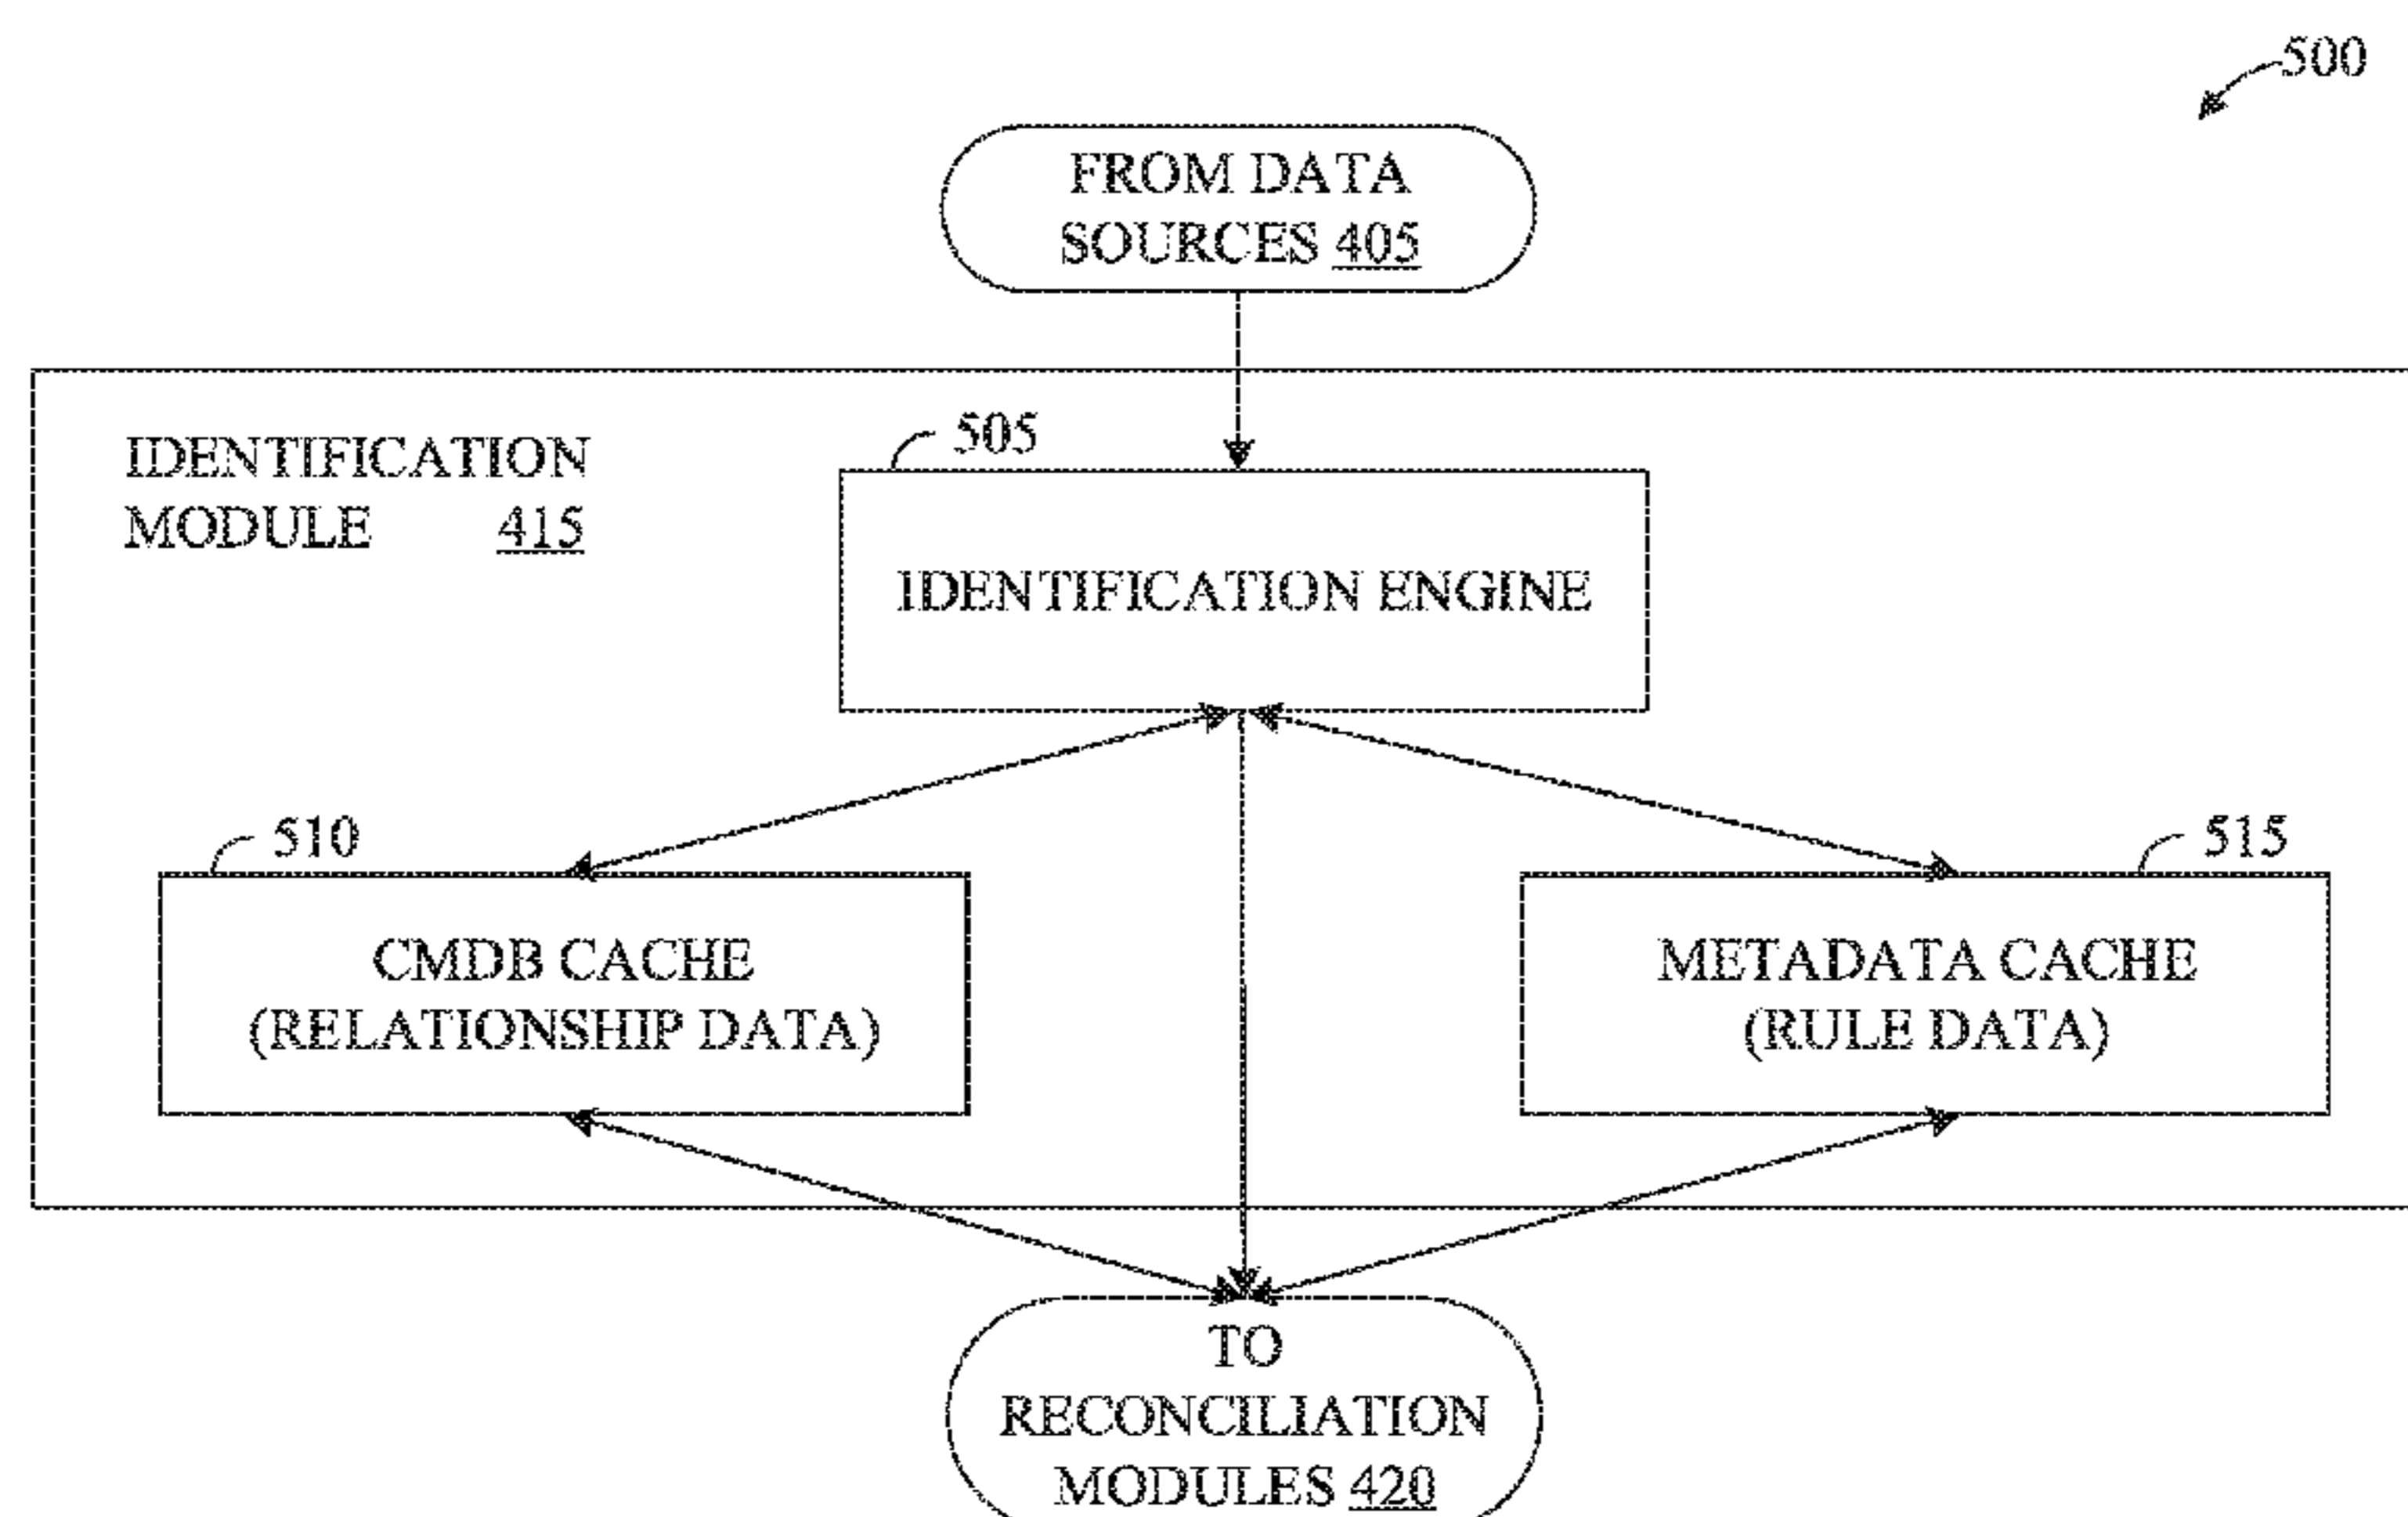 500
FROM DATA
SOURCES 405
IDENTIFICATION
MODULE 415
505
IDENTIFICATION ENGINE
510
CMDB CACHE
(RELATIONSHIP DATA)
515
METADATA CACHE
(RULE DATA)
TO
RECONCILIATION
MODULES 420